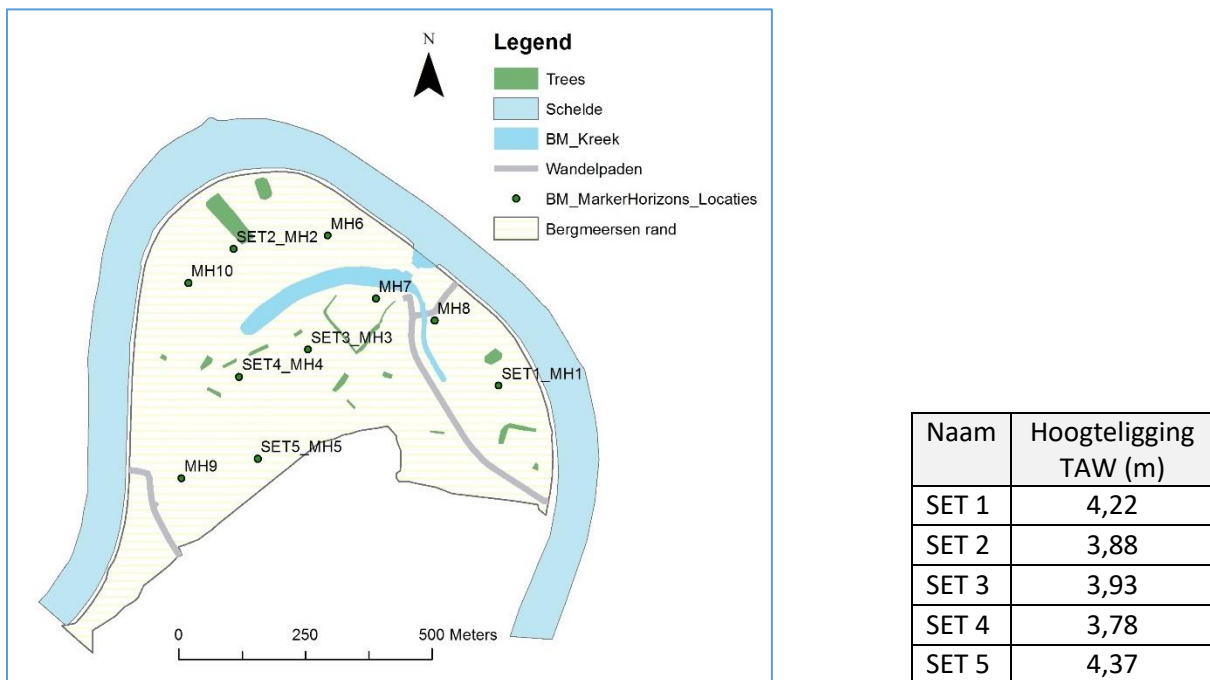 N
Legend
Trees
Schelde
BM_Kreek
Wandelpaden
BM_MarkerHorizons_Locaties
Bergmeersen rand
MH6
SET2_MH2
MH10
MH7
MH8
SET3_MH3
SET4_MH4
SET1_MH1
SET5_MH5
MH9
0 250 500 Meters
Naam Hoogteligging
TAW (m)
SET 1 4,22
SET 2 3,88
SET 3 3,93
SET 4 3,78
SET 5 4,37